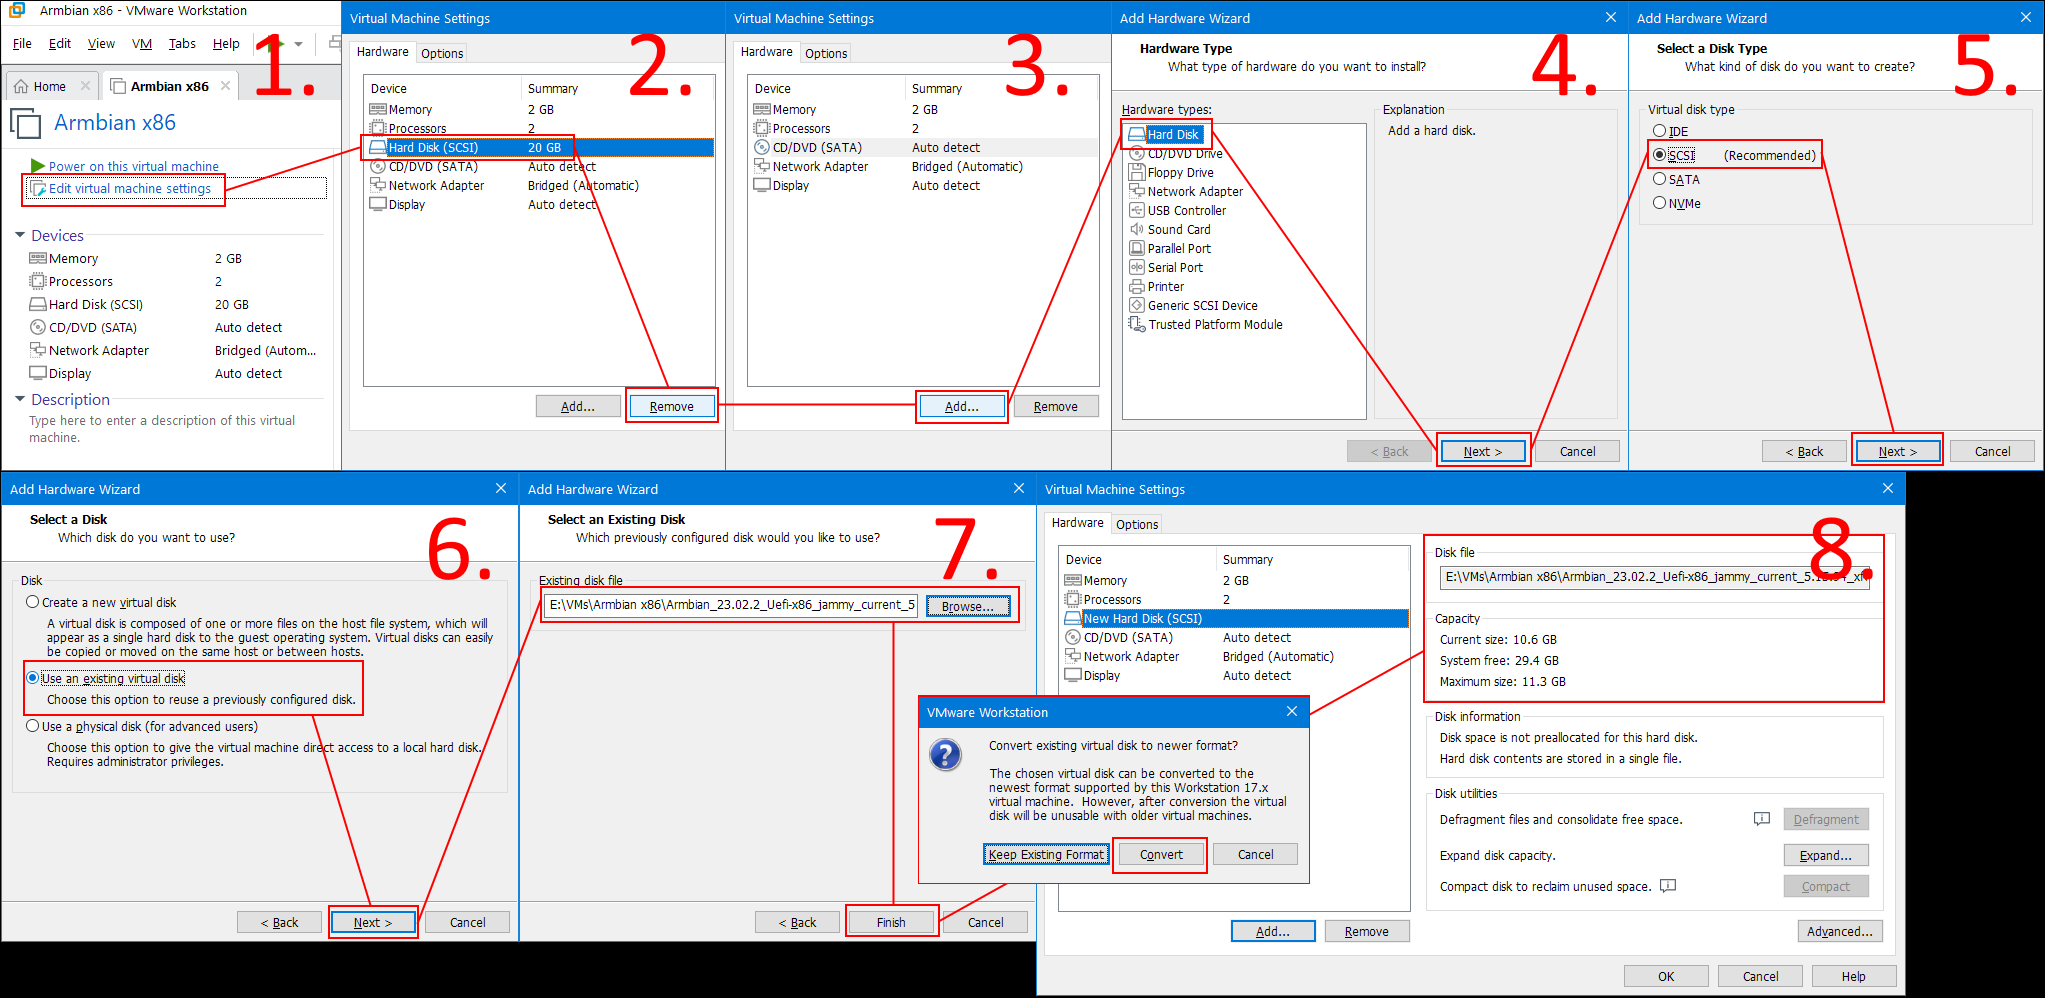 Armbian x86 - VMware Workstation
File Edit View VM Tabs Help
1.
Home
Armbian x86
Armbian x86
Power on this virtual machine
Edit virtual machine settings
Devices
Memory 2 GB
Processors 2
Hard Disk (SCSI) 20 GB
CD/DVD (SATA) Auto detect
Network Adapter Bridged (Autom...
Display Auto detect
Description
Type here to enter a description of this virtual
machine.
Virtual Machine Settings
2.
Hardware Options
Device Summary
Memory 2 GB
Processors 2
Hard Disk (SCSI) 20 GB
CD/DVD (SATA) Auto detect
Network Adapter Bridged (Automatic)
Display Auto detect
Add... Remove
Virtual Machine Settings
3.
Hardware Options
Device Summary
Memory 2 GB
Processors 2
CD/DVD (SATA) Auto detect
Network Adapter Bridged (Automatic)
Display Auto detect
Add... Remove
Add Hardware Wizard
4.
Hardware Type
What type of hardware do you want to install?
Hardware types:
Hard Disk
CD/DVD Drive
Floppy Drive
Network Adapter
USB Controller
Sound Card
Parallel Port
Serial Port
Printer
Generic SCSI Device
Trusted Platform Module
Explanation
Add a hard disk.
< Back Next > Cancel
Add Hardware Wizard
5.
Select a Disk Type
What kind of disk do you want to create?
Virtual disk type
IDE
SCSI (Recommended)
SATA
NVMe
< Back Next > Cancel
Add Hardware Wizard
6.
Select a Disk
Which disk do you want to use?
Disk
Create a new virtual disk
A virtual disk is composed of one or more files on the host file system, which will
appear as a single hard disk to the guest operating system. Virtual disks can easily
be copied or moved on the same host or between hosts.
Use an existing virtual disk
Choose this option to reuse a previously configured disk.
Use a physical disk (for advanced users)
Choose this option to give the virtual machine direct access to a local hard disk.
Requires administrator privileges.
< Back Next > Cancel
Add Hardware Wizard
7.
Select an Existing Disk
Which previously configured disk would you like to use?
Existing disk file
E:\VMs\Armbian x86\Armbian_23.02.2_Uefi-x86_jammy_current_5 Browse...
< Back Finish Cancel
Virtual Machine Settings
8.
Hardware Options
Device Summary
Memory 2 GB
Processors 2
New Hard Disk (SCSI)
CD/DVD (SATA) Auto detect
Network Adapter Bridged (Automatic)
Display Auto detect
VMware Workstation
Convert existing virtual disk to newer format?
The chosen virtual disk can be converted to the
newest format supported by this Workstation 17.x
virtual machine. However, after conversion the virtual
disk will be unusable with older virtual machines.
Keep Existing Format Convert Cancel
Add... Remove
Disk file
E:\VMs\Armbian x86\Armbian_23.02.2_Uefi-x86_jammy_current
Capacity
Current size: 10.6 GB
System free: 29.4 GB
Maximum size: 11.3 GB
Disk information
Disk space is not preallocated for this hard disk.
Hard disk contents are stored in a single file.
Disk utilities
Defragment files and consolidate free space. Defragment
Expand disk capacity. Expand...
Compact disk to reclaim unused space. Compact
Advanced...
OK Cancel Help